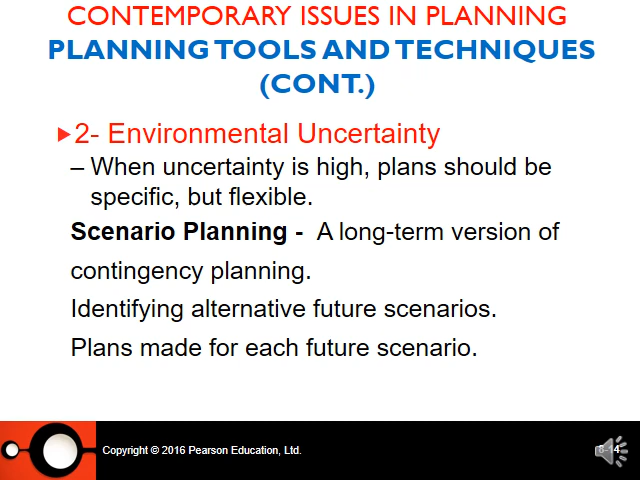 CONTEMPORARY ISSUES IN PLANNING
PLANNING TOOLS AND TECHNIQUES
(CONT.)
2- Environmental Uncertainty
– When uncertainty is high, plans should be
specific, but flexible.
Scenario Planning - A long-term version of
contingency planning.
Identifying alternative future scenarios.
Plans made for each future scenario.
Copyright © 2016 Pearson Education, Ltd.
8-14